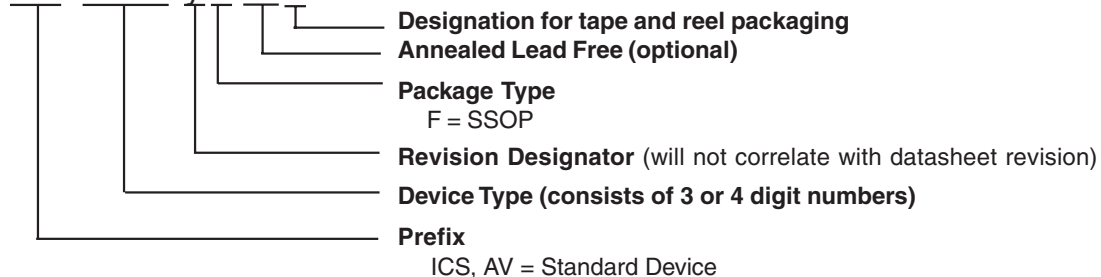 Designation for tape and reel packaging
Annealed Lead Free (optional)
Package Type
F = SSOP
Revision Designator (will not correlate with datasheet revision)
Device Type (consists of 3 or 4 digit numbers)
Prefix
ICS, AV = Standard Device